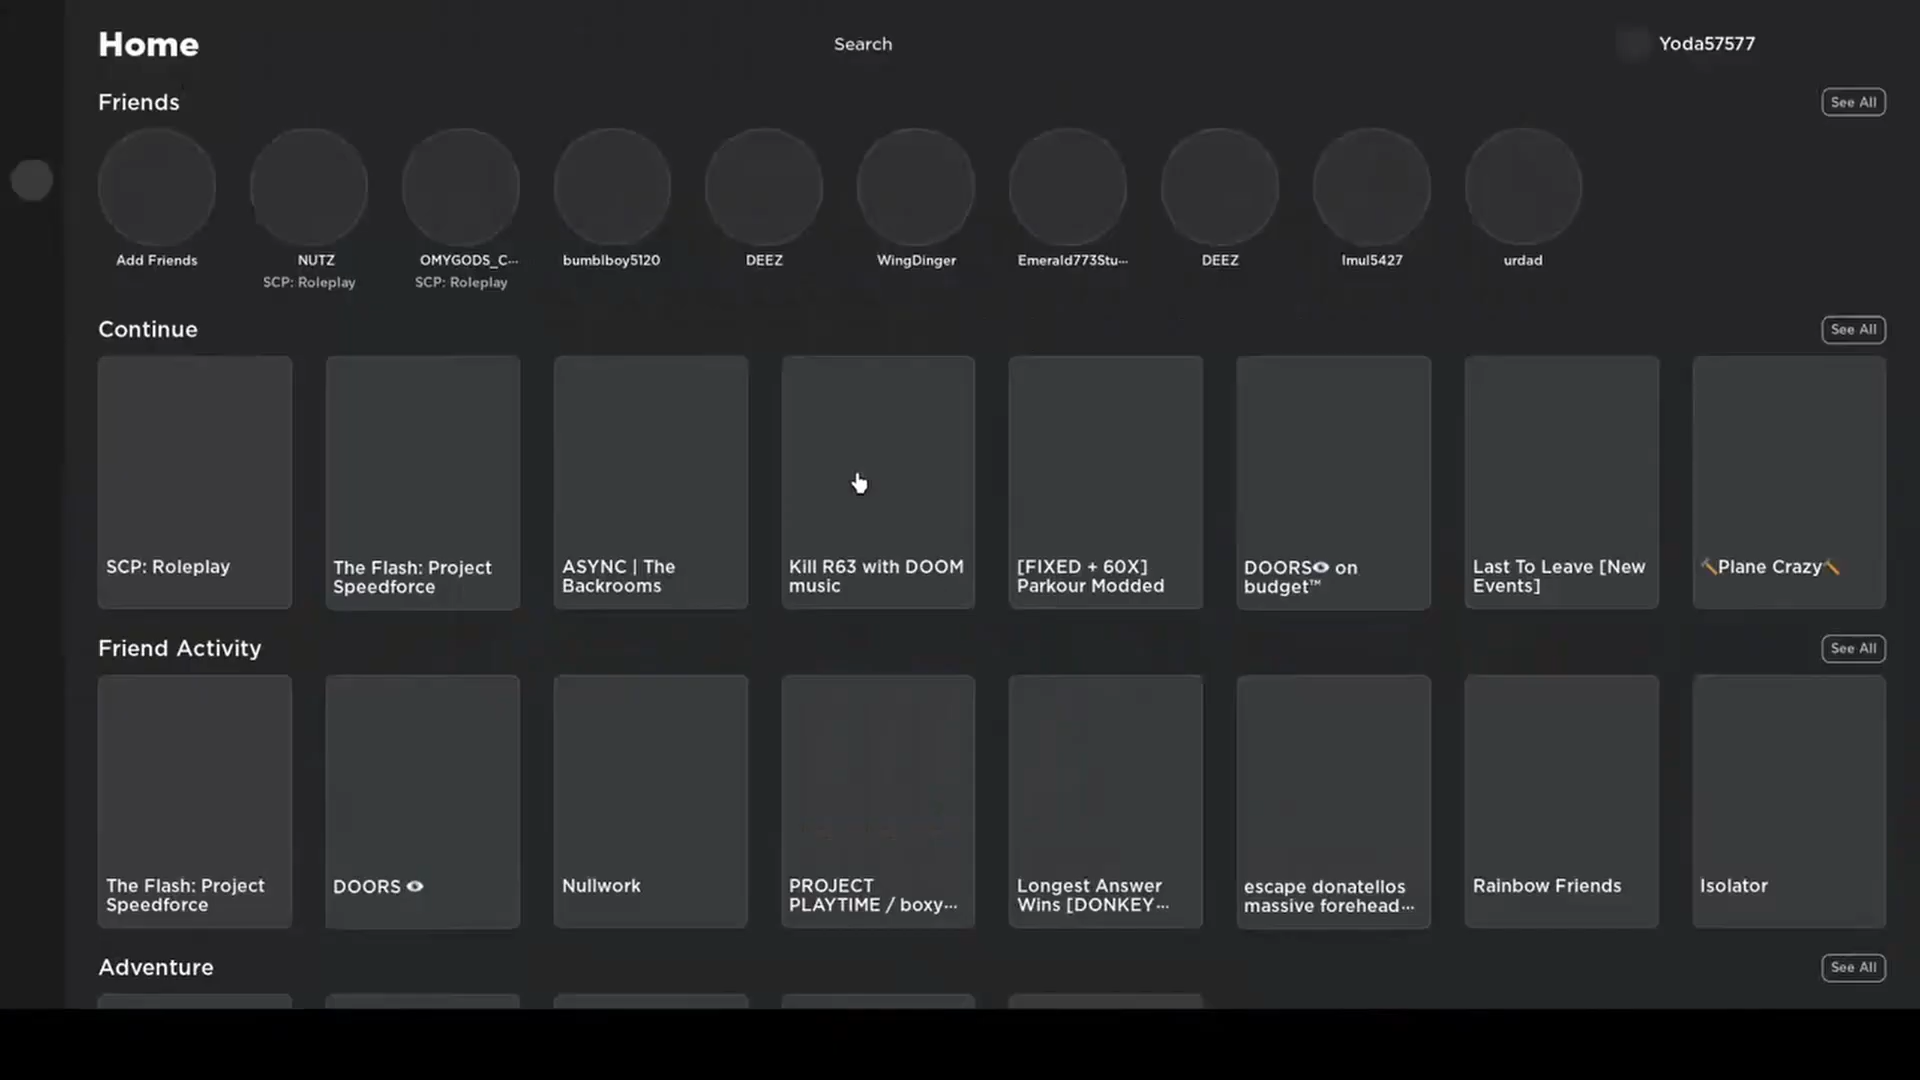 Home
Search
Yoda57577
Friends
See All
Add Friends
NUTZ
SCP: Roleplay
OMYGODS_C...
SCP: Roleplay
bumblboy5120
DEEZ
WingDinger
Emerald773Stu...
DEEZ
lmul5427
urdad
Continue
See All
SCP: Roleplay
The Flash: Project
Speedforce
ASYNC | The
Backrooms
Kill R63 with DOOM
music
[FIXED + 60X]
Parkour Modded
DOORS👁 on
budget™
Last To Leave [New
Events]
🔨Plane Crazy🔨
Friend Activity
See All
The Flash: Project
Speedforce
DOORS 👁
Nullwork
PROJECT
PLAYTIME / boxy...
Longest Answer
Wins [DONKEY...
escape donatellos
massive forehead...
Rainbow Friends
Isolator
Adventure
See All